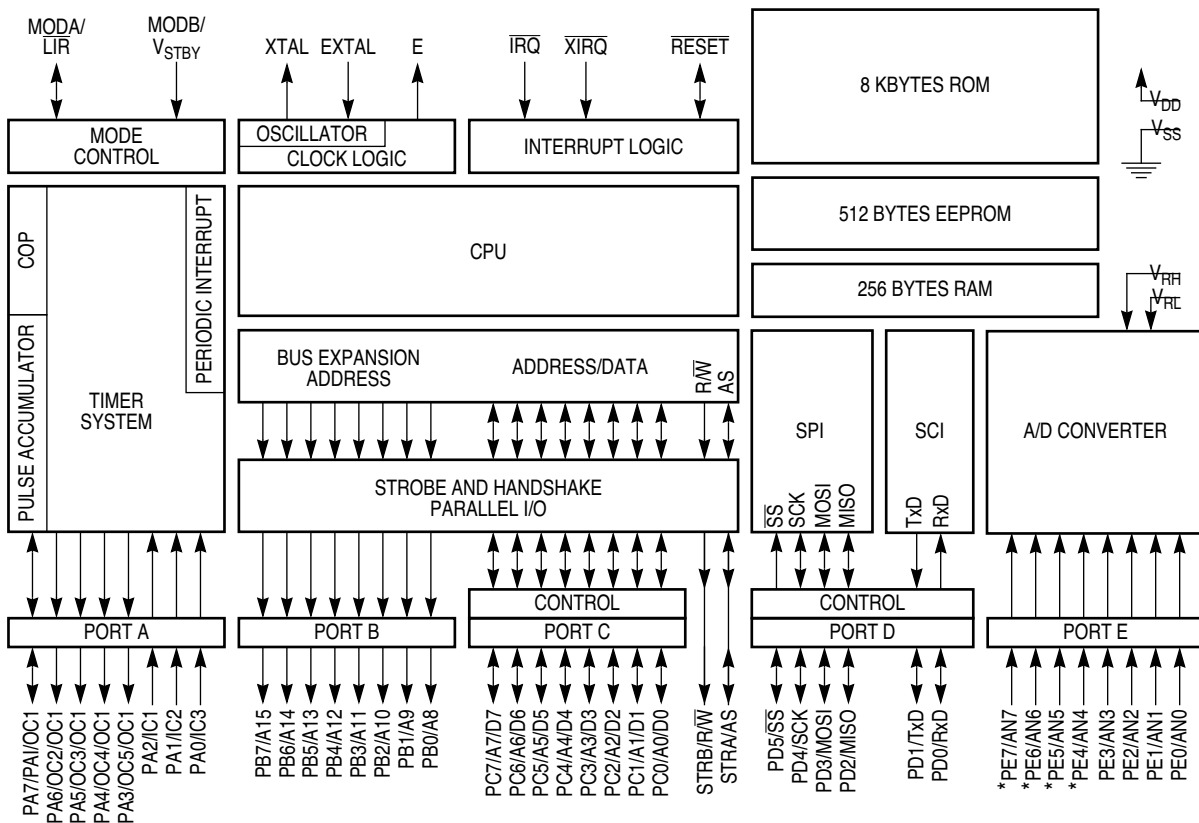 MODA/
LIR
MODB/
VSTBY
XTAL
EXTAL
E
IRQ
XIRQ
RESET
8 KBYTES ROM
VDD
VSS
MODE
CONTROL
OSCILLATOR
CLOCK LOGIC
INTERRUPT LOGIC
COP
PERIODIC INTERRUPT
PULSE ACCUMULATOR
TIMER
SYSTEM
CPU
512 BYTES EEPROM
256 BYTES RAM
VRH
VRL
BUS EXPANSION
ADDRESS
ADDRESS/DATA
R/W
AS
STROBE AND HANDSHAKE
PARALLEL I/O
SPI
SS
SCK
MOSI
MISO
SCI
TxD
RxD
A/D CONVERTER
CONTROL
CONTROL
PORT A
PORT B
PORT C
PORT D
PORT E
PA7/PAI/OC1
PA6/OC2/OC1
PA5/OC3/OC1
PA4/OC4/OC1
PA3/OC5/OC1
PA2/IC1
PA1/IC2
PA0/IC3
PB7/A15
PB6/A14
PB5/A13
PB4/A12
PB3/A11
PB2/A10
PB1/A9
PB0/A8
PC7/A7/D7
PC6/A6/D6
PC5/A5/D5
PC4/A4/D4
PC3/A3/D3
PC2/A2/D2
PC1/A1/D1
PC0/A0/D0
STRB/R/W
STRA/AS
PD5/SS
PD4/SCK
PD3/MOSI
PD2/MISO
PD1/TxD
PD0/RxD
*PE7/AN7
*PE6/AN6
*PE5/AN5
*PE4/AN4
PE3/AN3
PE2/AN2
PE1/AN1
PE0/AN0